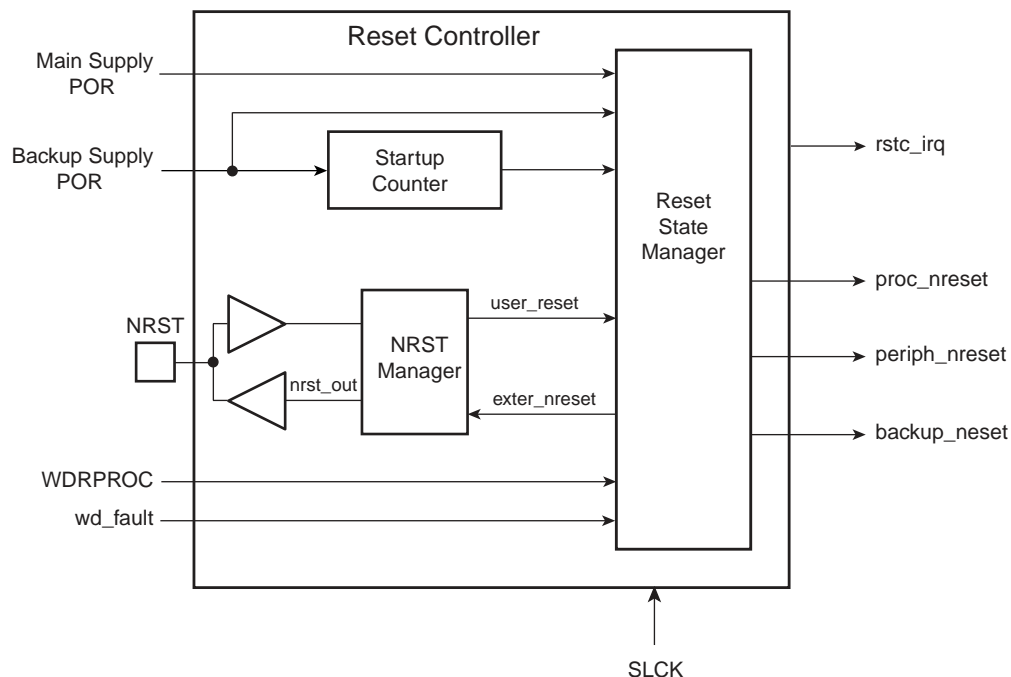 Reset Controller
Main Supply
POR
Backup Supply
POR
Startup
Counter
rstc_irq
Reset
State
Manager
proc_nreset
user_reset
NRST
NRST
Manager
periph_nreset
nrst_out
exter_nreset
backup_neset
WDRPROC
wd_fault
SLCK